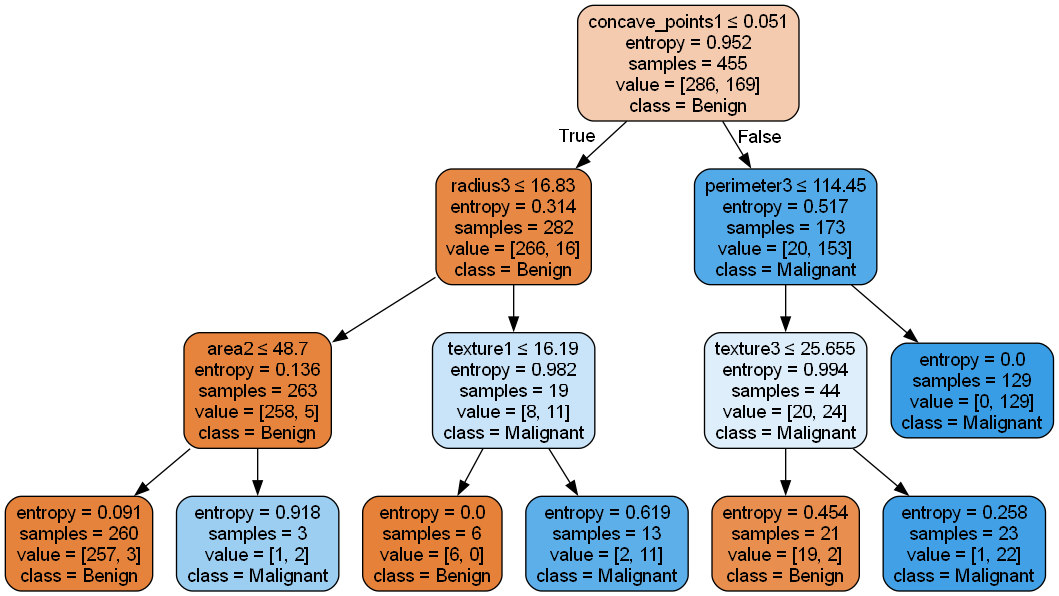 concave_points1 ≤ 0.051
entropy = 0.952
samples = 455
value = [286, 169]
class = Benign
True
False
radius3 ≤ 16.83
entropy = 0.314
samples = 282
value = [266, 16]
class = Benign
perimeter3 ≤ 114.45
entropy = 0.517
samples = 173
value = [20, 153]
class = Malignant
area2 ≤ 48.7
entropy = 0.136
samples = 263
value = [258, 5]
class = Benign
texture1 ≤ 16.19
entropy = 0.982
samples = 19
value = [8, 11]
class = Malignant
texture3 ≤ 25.655
entropy = 0.994
samples = 44
value = [20, 24]
class = Malignant
entropy = 0.0
samples = 129
value = [0, 129]
class = Malignant
entropy = 0.091
samples = 260
value = [257, 3]
class = Benign
entropy = 0.918
samples = 3
value = [1, 2]
class = Malignant
entropy = 0.0
samples = 6
value = [6, 0]
class = Benign
entropy = 0.619
samples = 13
value = [2, 11]
class = Malignant
entropy = 0.454
samples = 21
value = [19, 2]
class = Benign
entropy = 0.258
samples = 23
value = [1, 22]
class = Malignant